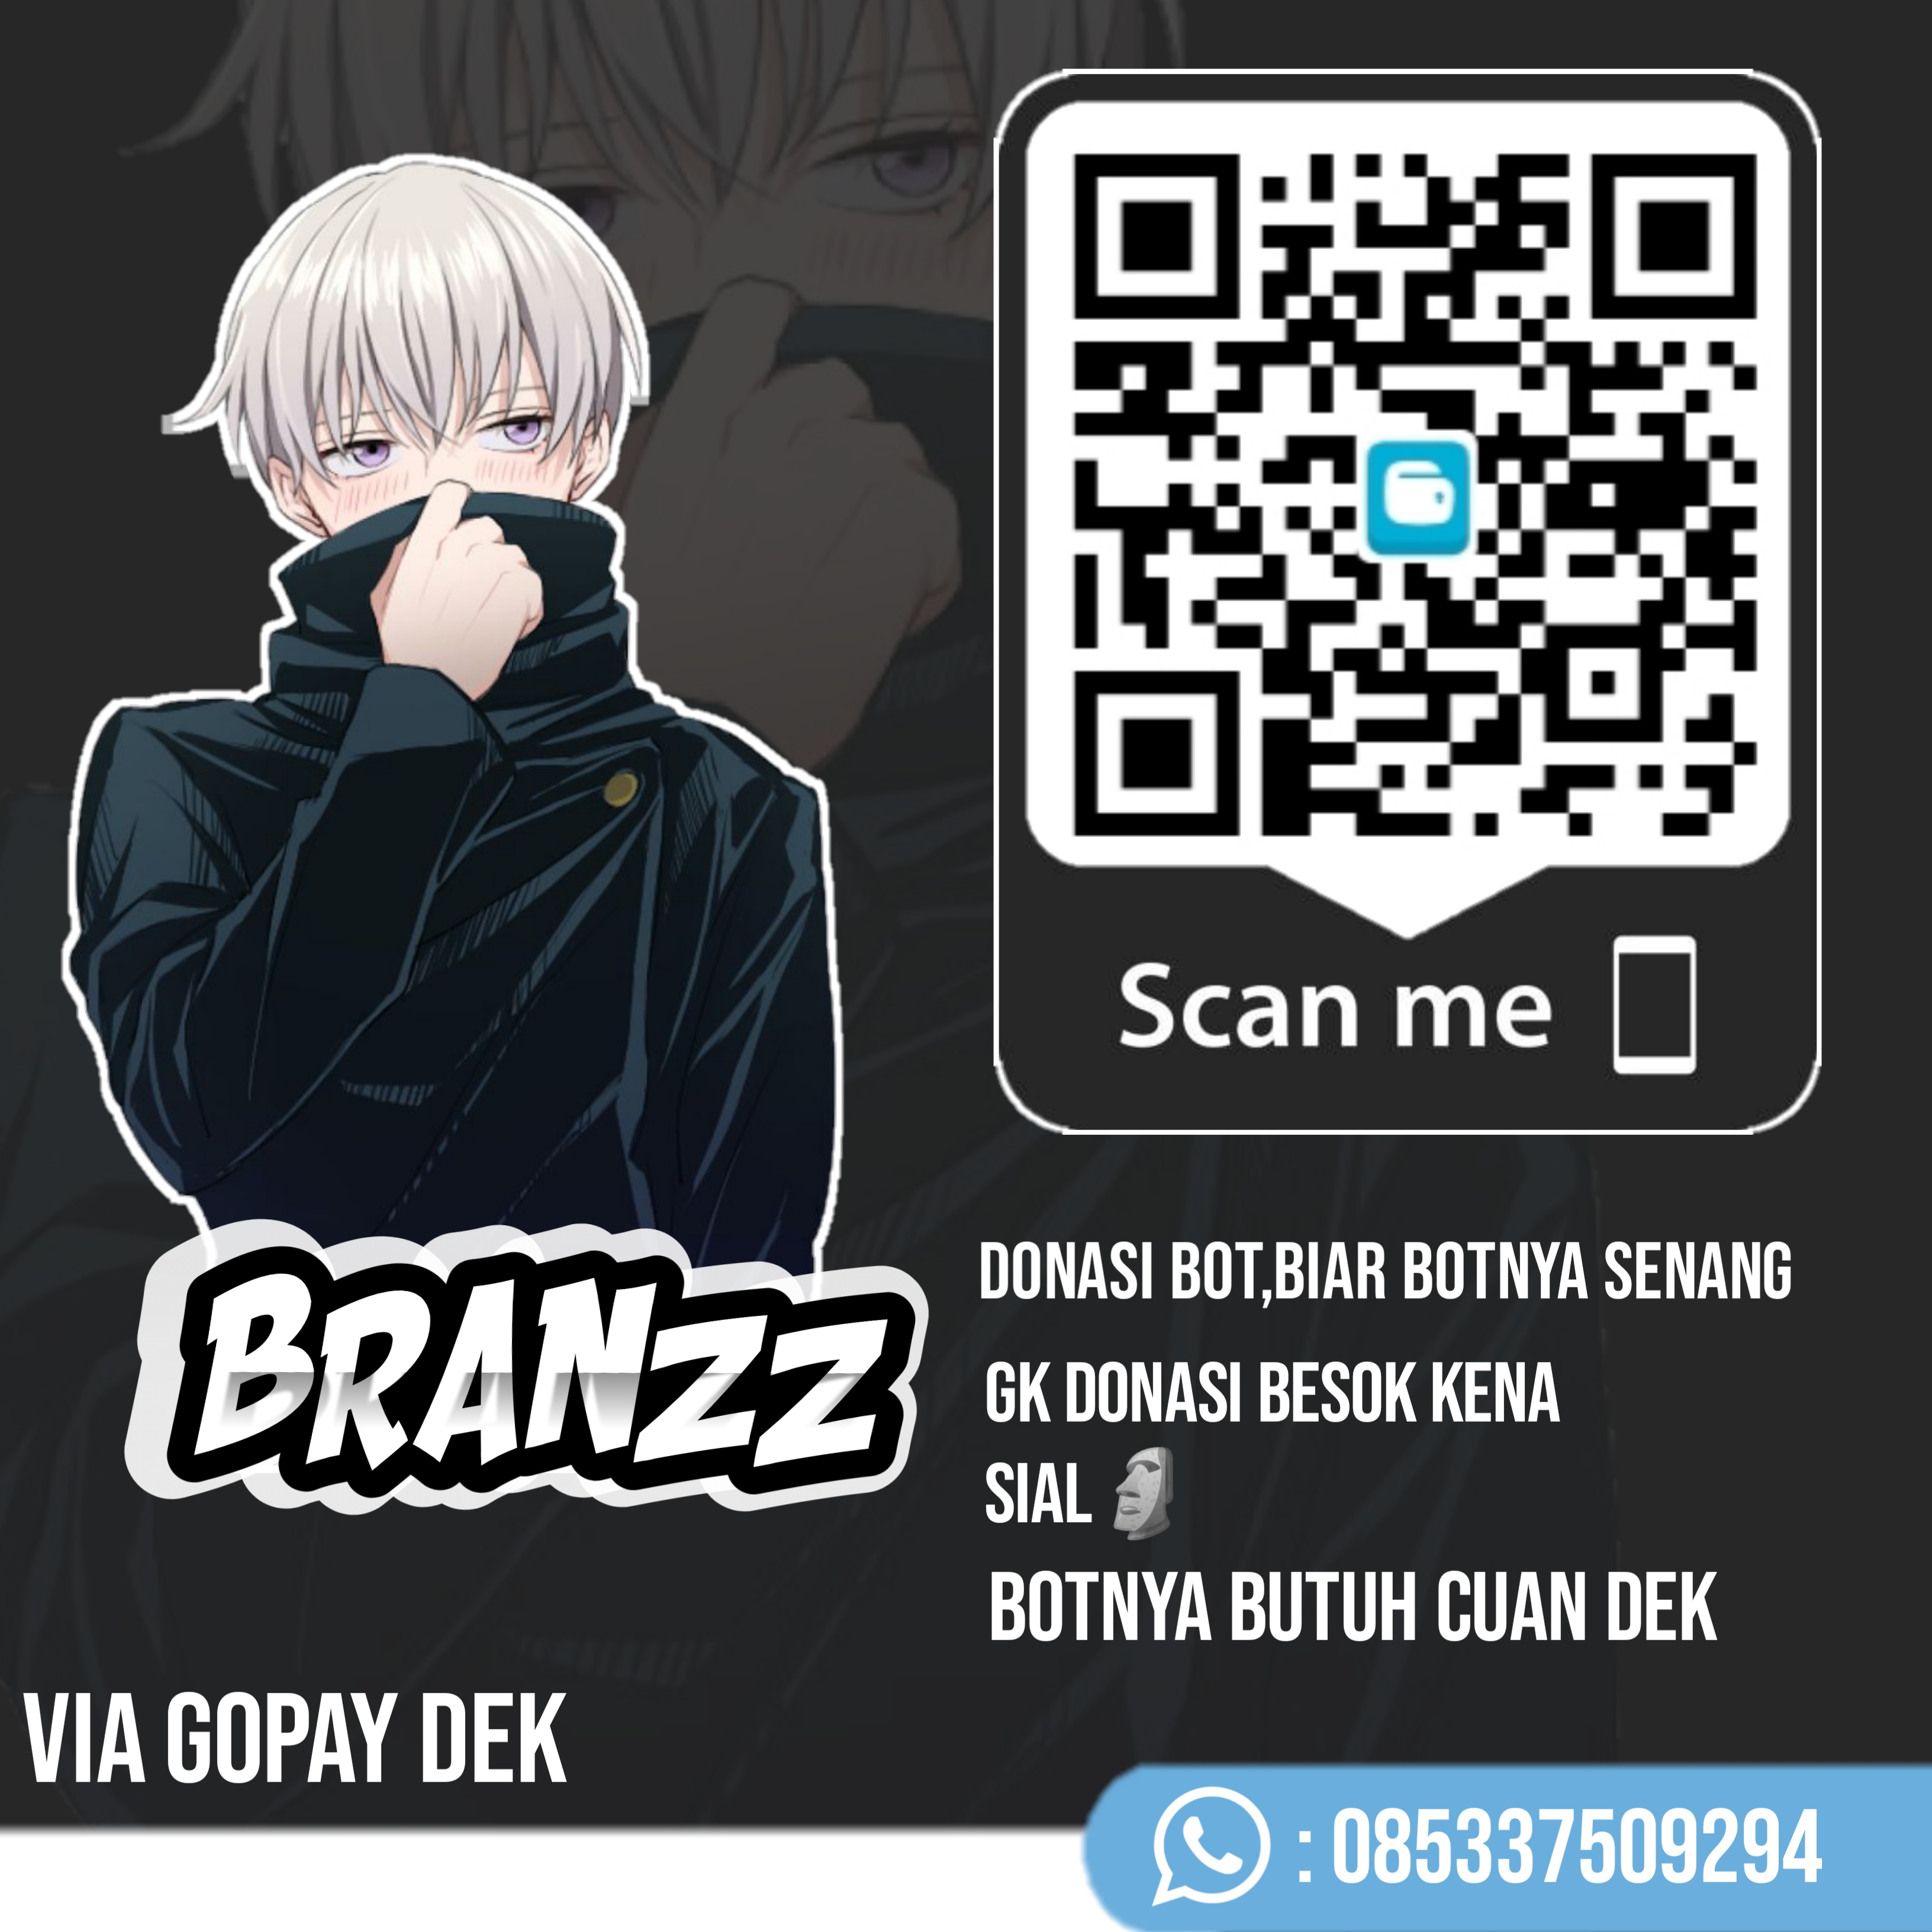 Scan me
BRANZZ
DONASI BOT,BIAR BOTNYA SENANG
GK DONASI BESOK KENA
SIAL 🗿
BOTNYA BUTUH CUAN DEK
VIA GOPAY DEK
: 085337509294